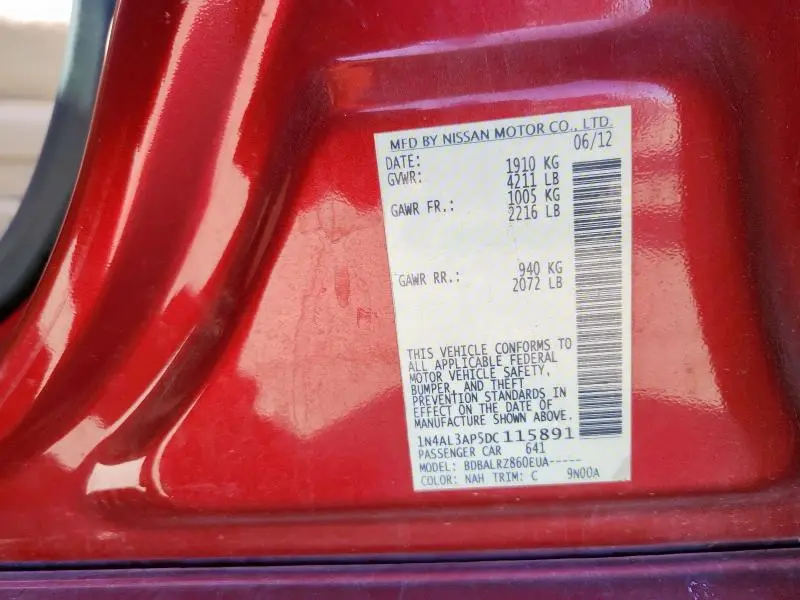 MFD BY NISSAN MOTOR CO., LTD.
DATE: 06/12
GVWR: 1910 KG
4211 LB
GAWR FR.: 1005 KG
2216 LB
GAWR RR.: 940 KG
2072 LB
THIS VEHICLE CONFORMS TO
ALL APPLICABLE FEDERAL
MOTOR VEHICLE SAFETY,
BUMPER, AND THEFT
PREVENTION STANDARDS IN
EFFECT ON THE DATE OF
MANUFACTURE SHOWN ABOVE.
1N4AL3AP5DC115891
PASSENGER CAR 641
MODEL: BDBALRZ860EUA-----
COLOR: NAH TRIM: C 9N00A